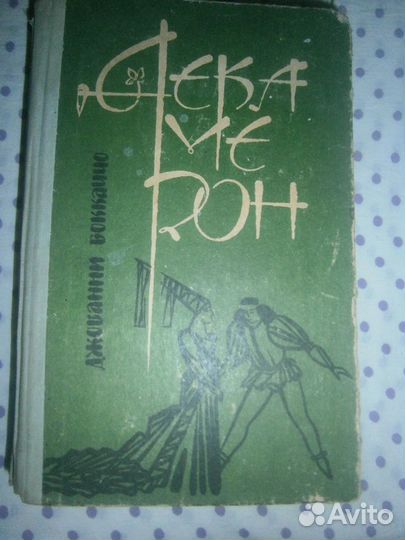 Дека
ме
рон
Джованни Боккаччо
Avito